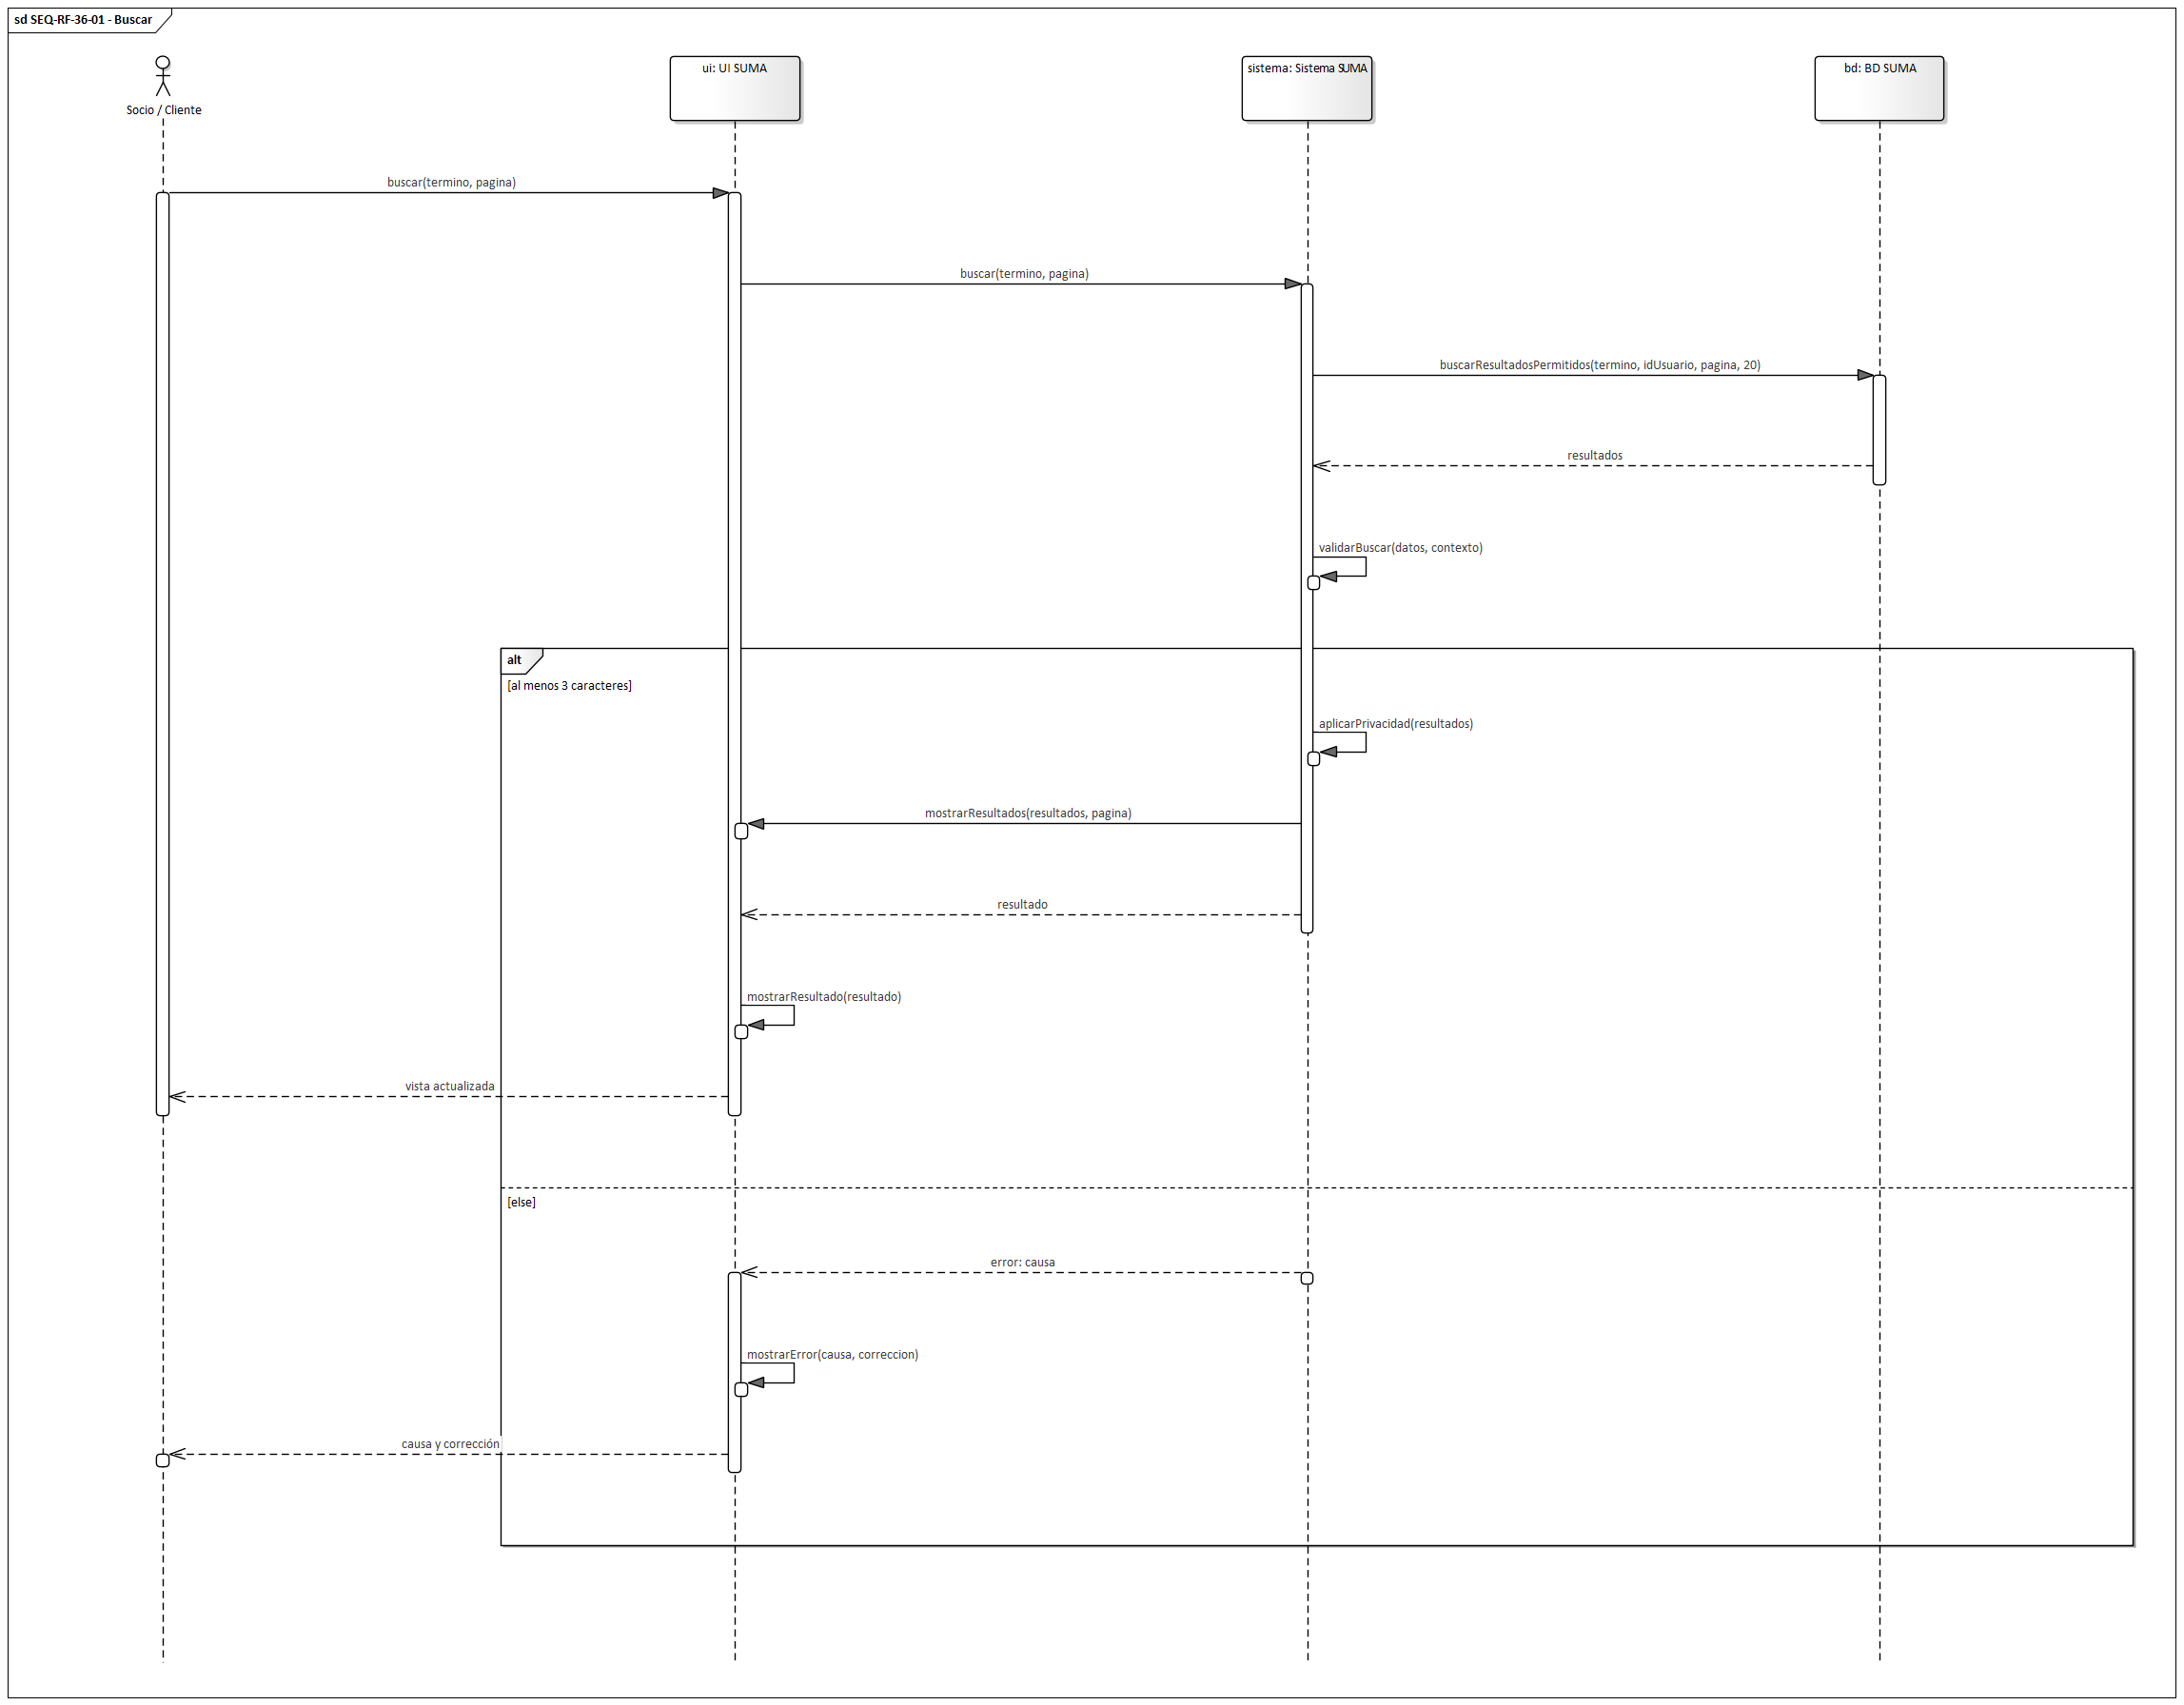 sd SEQ-RF-36-01 - Buscar
Socio / Cliente
ui: UI SUMA
sistema: Sistema SUMA
bd: BD SUMA
buscar(termino, pagina)
buscar(termino, pagina)
buscarResultadosPermitidos(termino, idUsuario, pagina, 20)
resultados
validarBuscar(datos, contexto)
alt
[al menos 3 caracteres]
aplicarPrivacidad(resultados)
mostrarResultados(resultados, pagina)
resultado
mostrarResultado(resultado)
vista actualizada
[else]
error: causa
mostrarError(causa, correccion)
causa y corrección